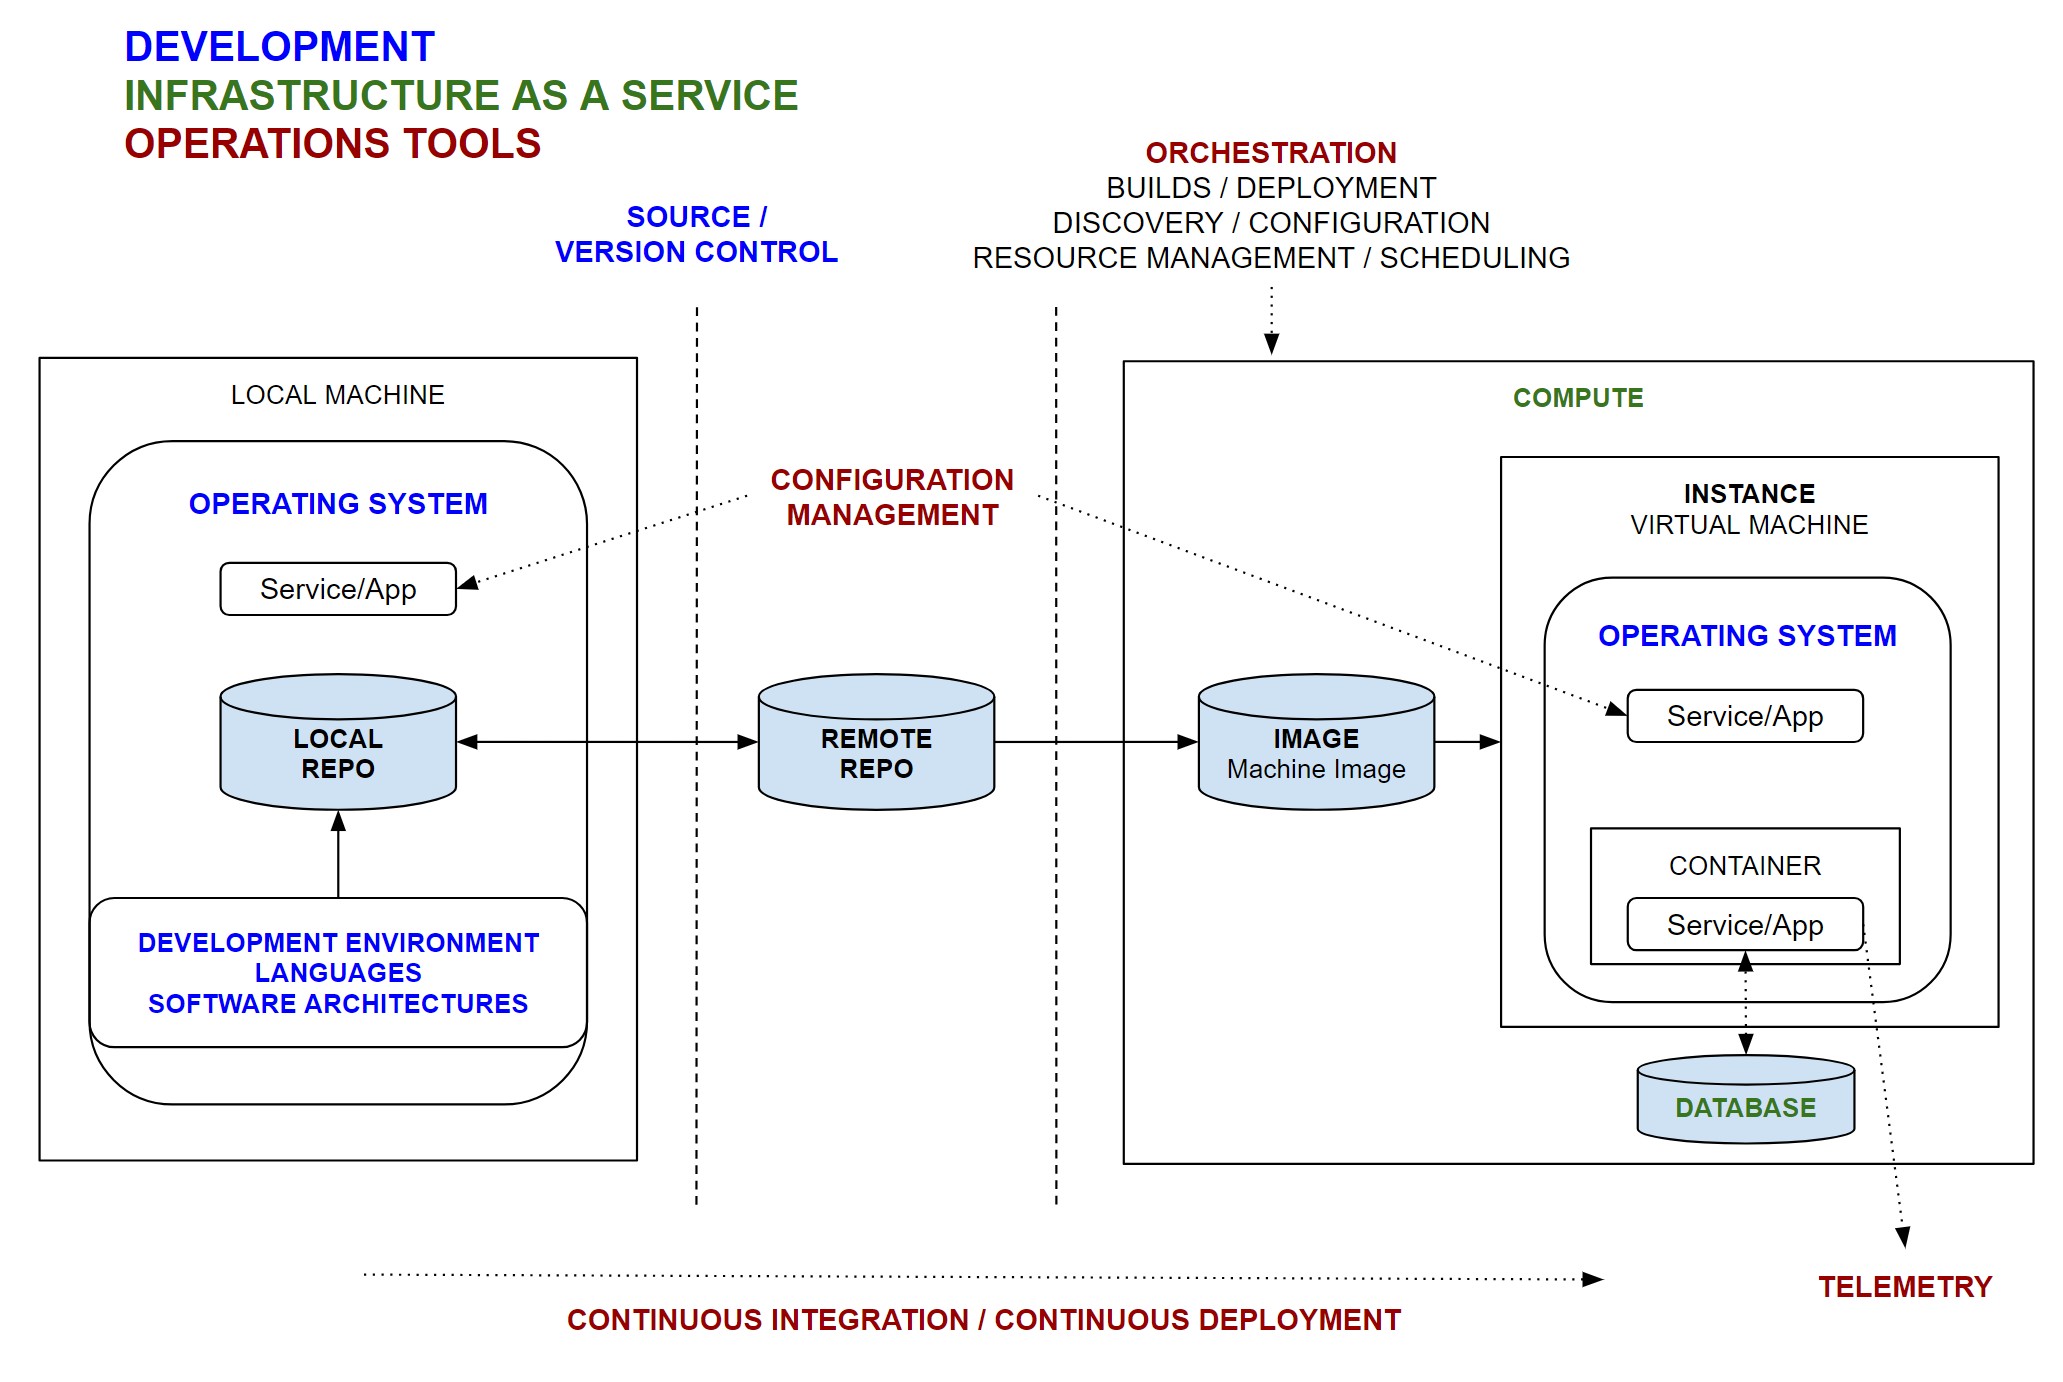 DEVELOPMENT
INFRASTRUCTURE AS A SERVICE
OPERATIONS TOOLS
SOURCE /
VERSION CONTROL
ORCHESTRATION
BUILDS / DEPLOYMENT
DISCOVERY / CONFIGURATION
RESOURCE MANAGEMENT / SCHEDULING
LOCAL MACHINE
OPERATING SYSTEM
Service/App
LOCAL
REPO
DEVELOPMENT ENVIRONMENT
LANGUAGES
SOFTWARE ARCHITECTURES
CONFIGURATION
MANAGEMENT
REMOTE
REPO
COMPUTE
IMAGE
Machine Image
INSTANCE
VIRTUAL MACHINE
OPERATING SYSTEM
Service/App
CONTAINER
Service/App
DATABASE
TELEMETRY
CONTINUOUS INTEGRATION / CONTINUOUS DEPLOYMENT